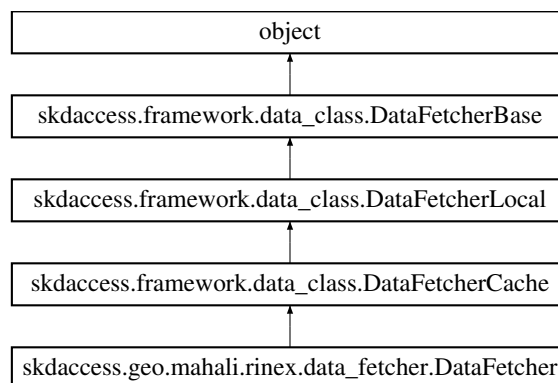 object
skdaccess.framework.data_class.DataFetcherBase
skdaccess.framework.data_class.DataFetcherLocal
skdaccess.framework.data_class.DataFetcherCache
skdaccess.geo.mahali.rinex.data_fetcher.DataFetcher